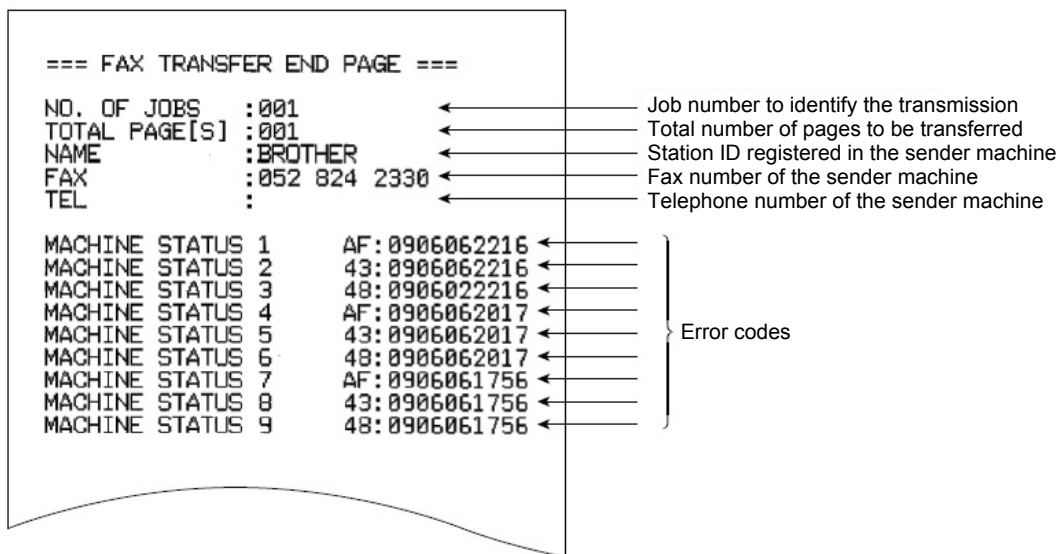 === FAX TRANSFER END PAGE ===
NO. OF JOBS :001 Job number to identify the transmission
TOTAL PAGE[S] :001 Total number of pages to be transferred
NAME :BROTHER Station ID registered in the sender machine
FAX :052 824 2330 Fax number of the sender machine
TEL : Telephone number of the sender machine
MACHINE STATUS 1 AF:0906062216
MACHINE STATUS 2 43:0906062216
MACHINE STATUS 3 48:0906022216
MACHINE STATUS 4 AF:0906062017
MACHINE STATUS 5 43:0906062017 Error codes
MACHINE STATUS 6 48:0906062017
MACHINE STATUS 7 AF:0906061756
MACHINE STATUS 8 43:0906061756
MACHINE STATUS 9 48:0906061756